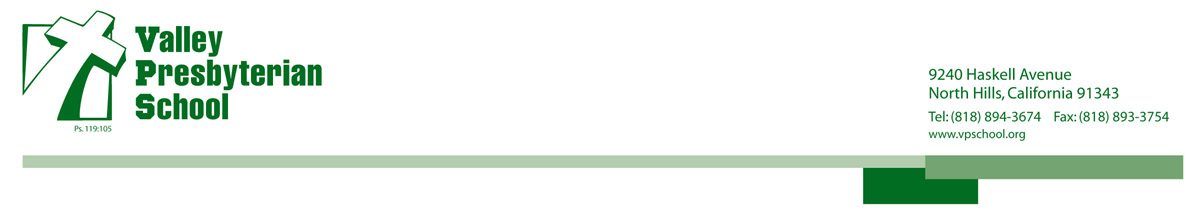 Valley
Presbyterian
School
Ps. 119:105
9240 Haskell Avenue
North Hills, California 91343
Tel: (818) 894-3674 Fax: (818) 893-3754
www.vpschool.org